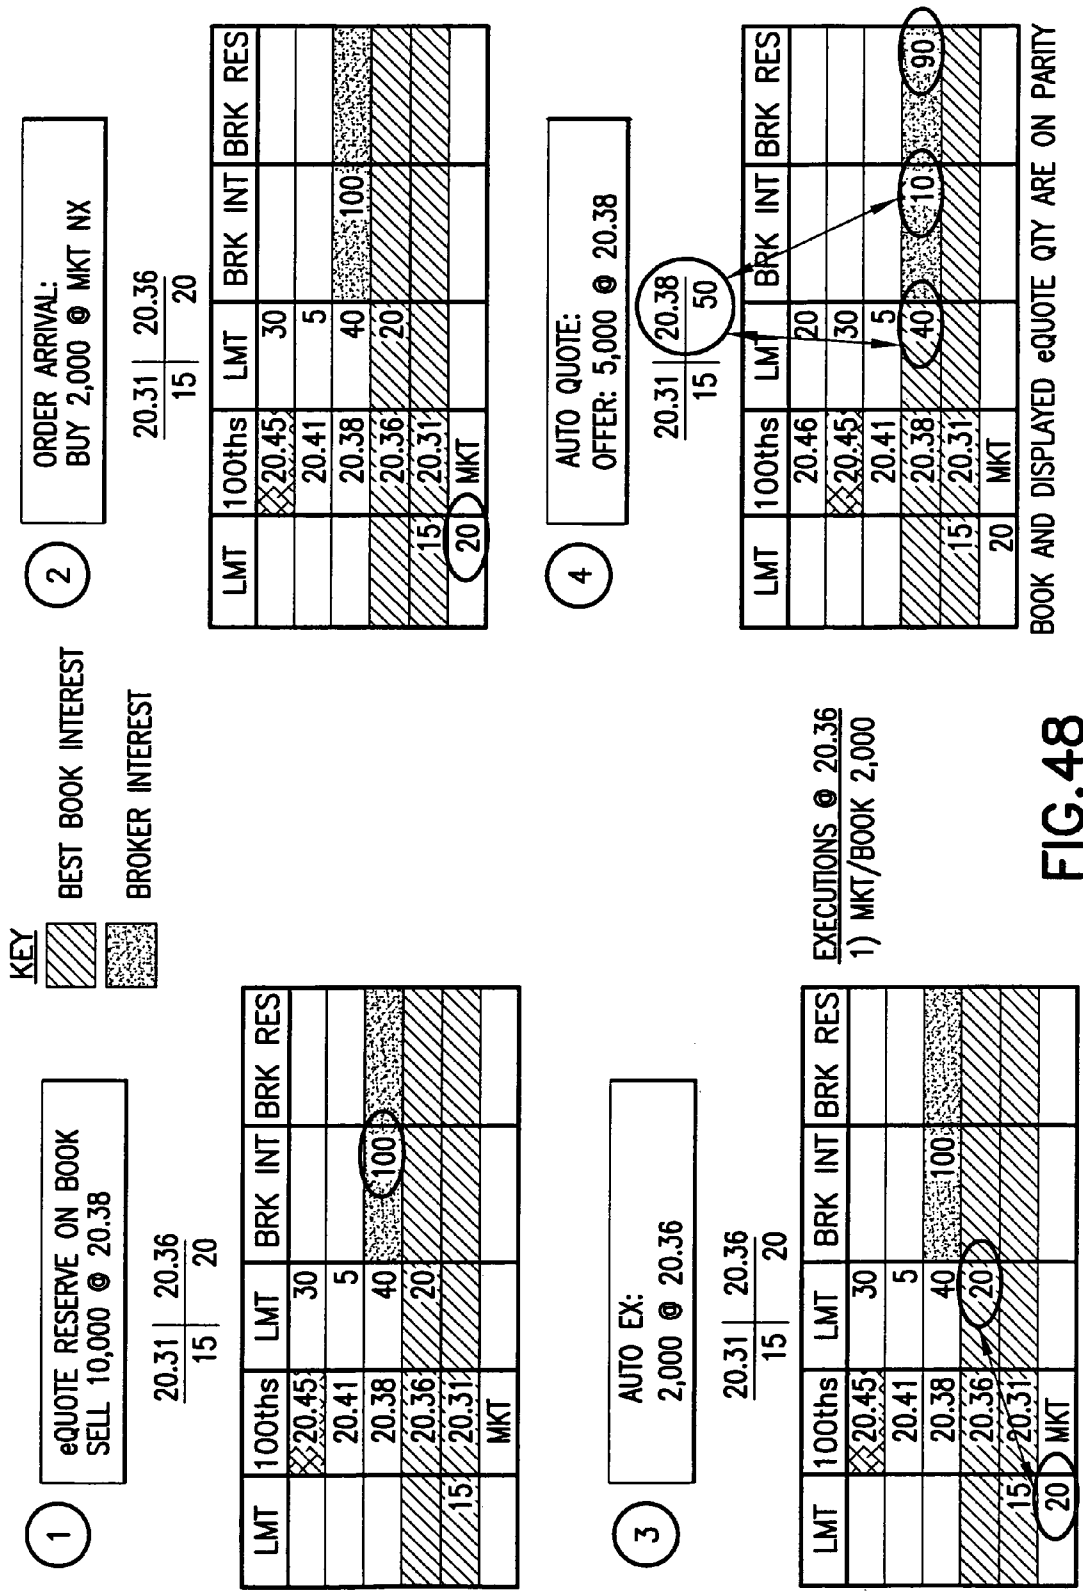 KEY
BEST BOOK INTEREST
BROKER INTEREST
1
eQUOTE RESERVE ON BOOK
SELL 10,000 @ 20.38
20.31 20.36
15 20
LMT 100ths LMT BRK INT BRK RES
20.45 30
20.41 5
20.38 40 100
20.36 20
15 20.31
MKT
2
ORDER ARRIVAL:
BUY 2,000 @ MKT NX
20.31 20.36
15 20
LMT 100ths LMT BRK INT BRK RES
20.45 30
20.41 5
20.38 40 100
20.36 20
15 20.31
20 MKT
3
AUTO EX:
2,000 @ 20.36
20.31 20.36
15 20
LMT 100ths LMT BRK INT BRK RES
20.45 30
20.41 5
20.38 40 100
20.36 20
15 20.31
20 MKT
EXECUTIONS @ 20.36
1) MKT/BOOK 2,000
4
AUTO QUOTE:
OFFER: 5,000 @ 20.38
20.31 20.38
15 50
LMT 100ths LMT BRK INT BRK RES
20.46 20
20.45 30
20.41 5
20.38 40 10 90
15 20.31
20 MKT
BOOK AND DISPLAYED eQUOTE QTY ARE ON PARITY
FIG.48